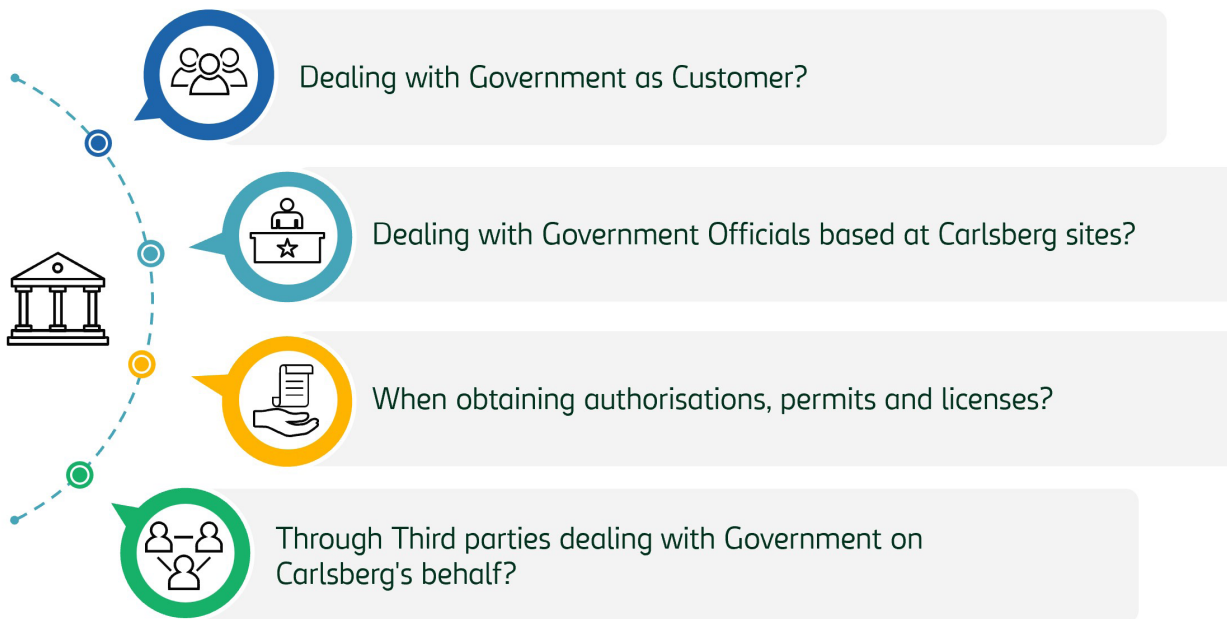 Dealing with Government as Customer?
Dealing with Government Officials based at Carlsberg sites?
When obtaining authorisations, permits and licenses?
Through Third parties dealing with Government on
Carlsberg's behalf?